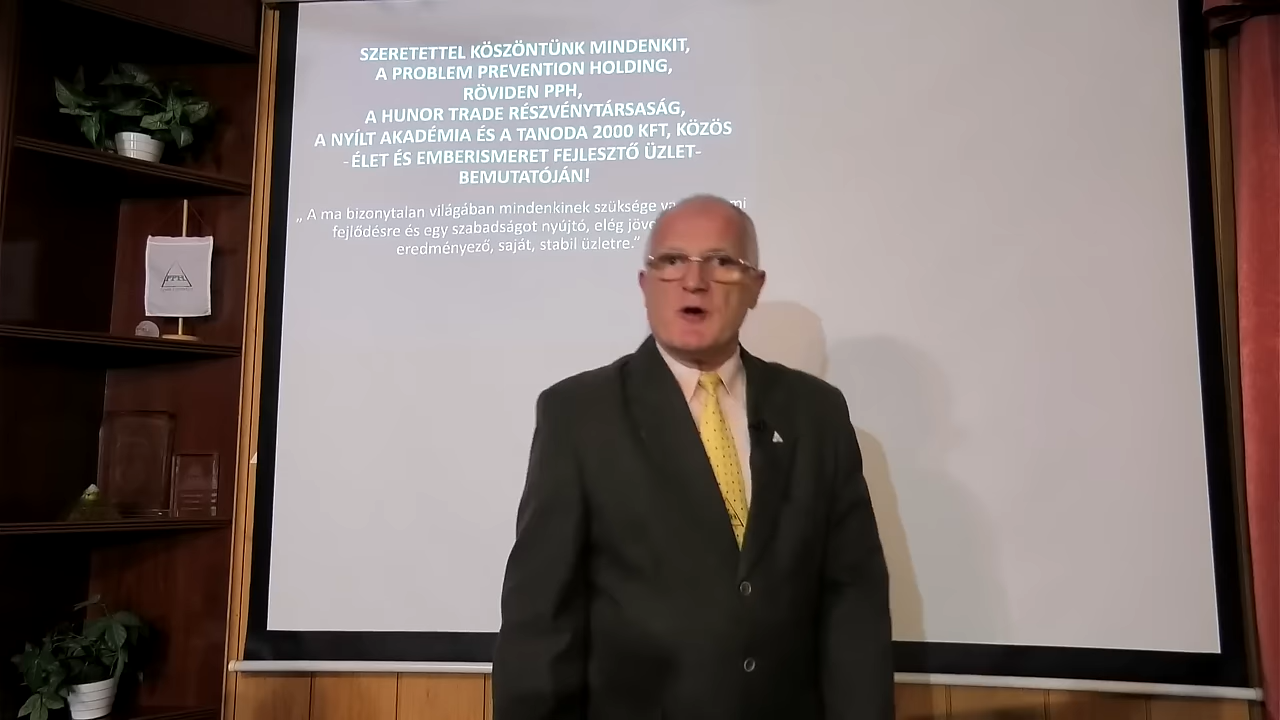 SZERETETTEL KÖSZÖNTÜNK MINDENKIT,
A PROBLEM PREVENTION HOLDING,
RÖVIDEN PPH,
A HUNOR TRADE RÉSZVÉNYTÁRSASÁG,
A NYÍLT AKADÉMIA ÉS A TANODA 2000 KFT, KÖZÖS
-ÉLET ÉS EMBERISMERET FEJLESZTŐ ÜZLET-
BEMUTATÓJÁN!
„ A ma bizonytalan világában mindenkinek szüksége
fejlődésre és egy szabadságot nyújtó, elég
eredményező, saját, stabil üzletre."
PPH